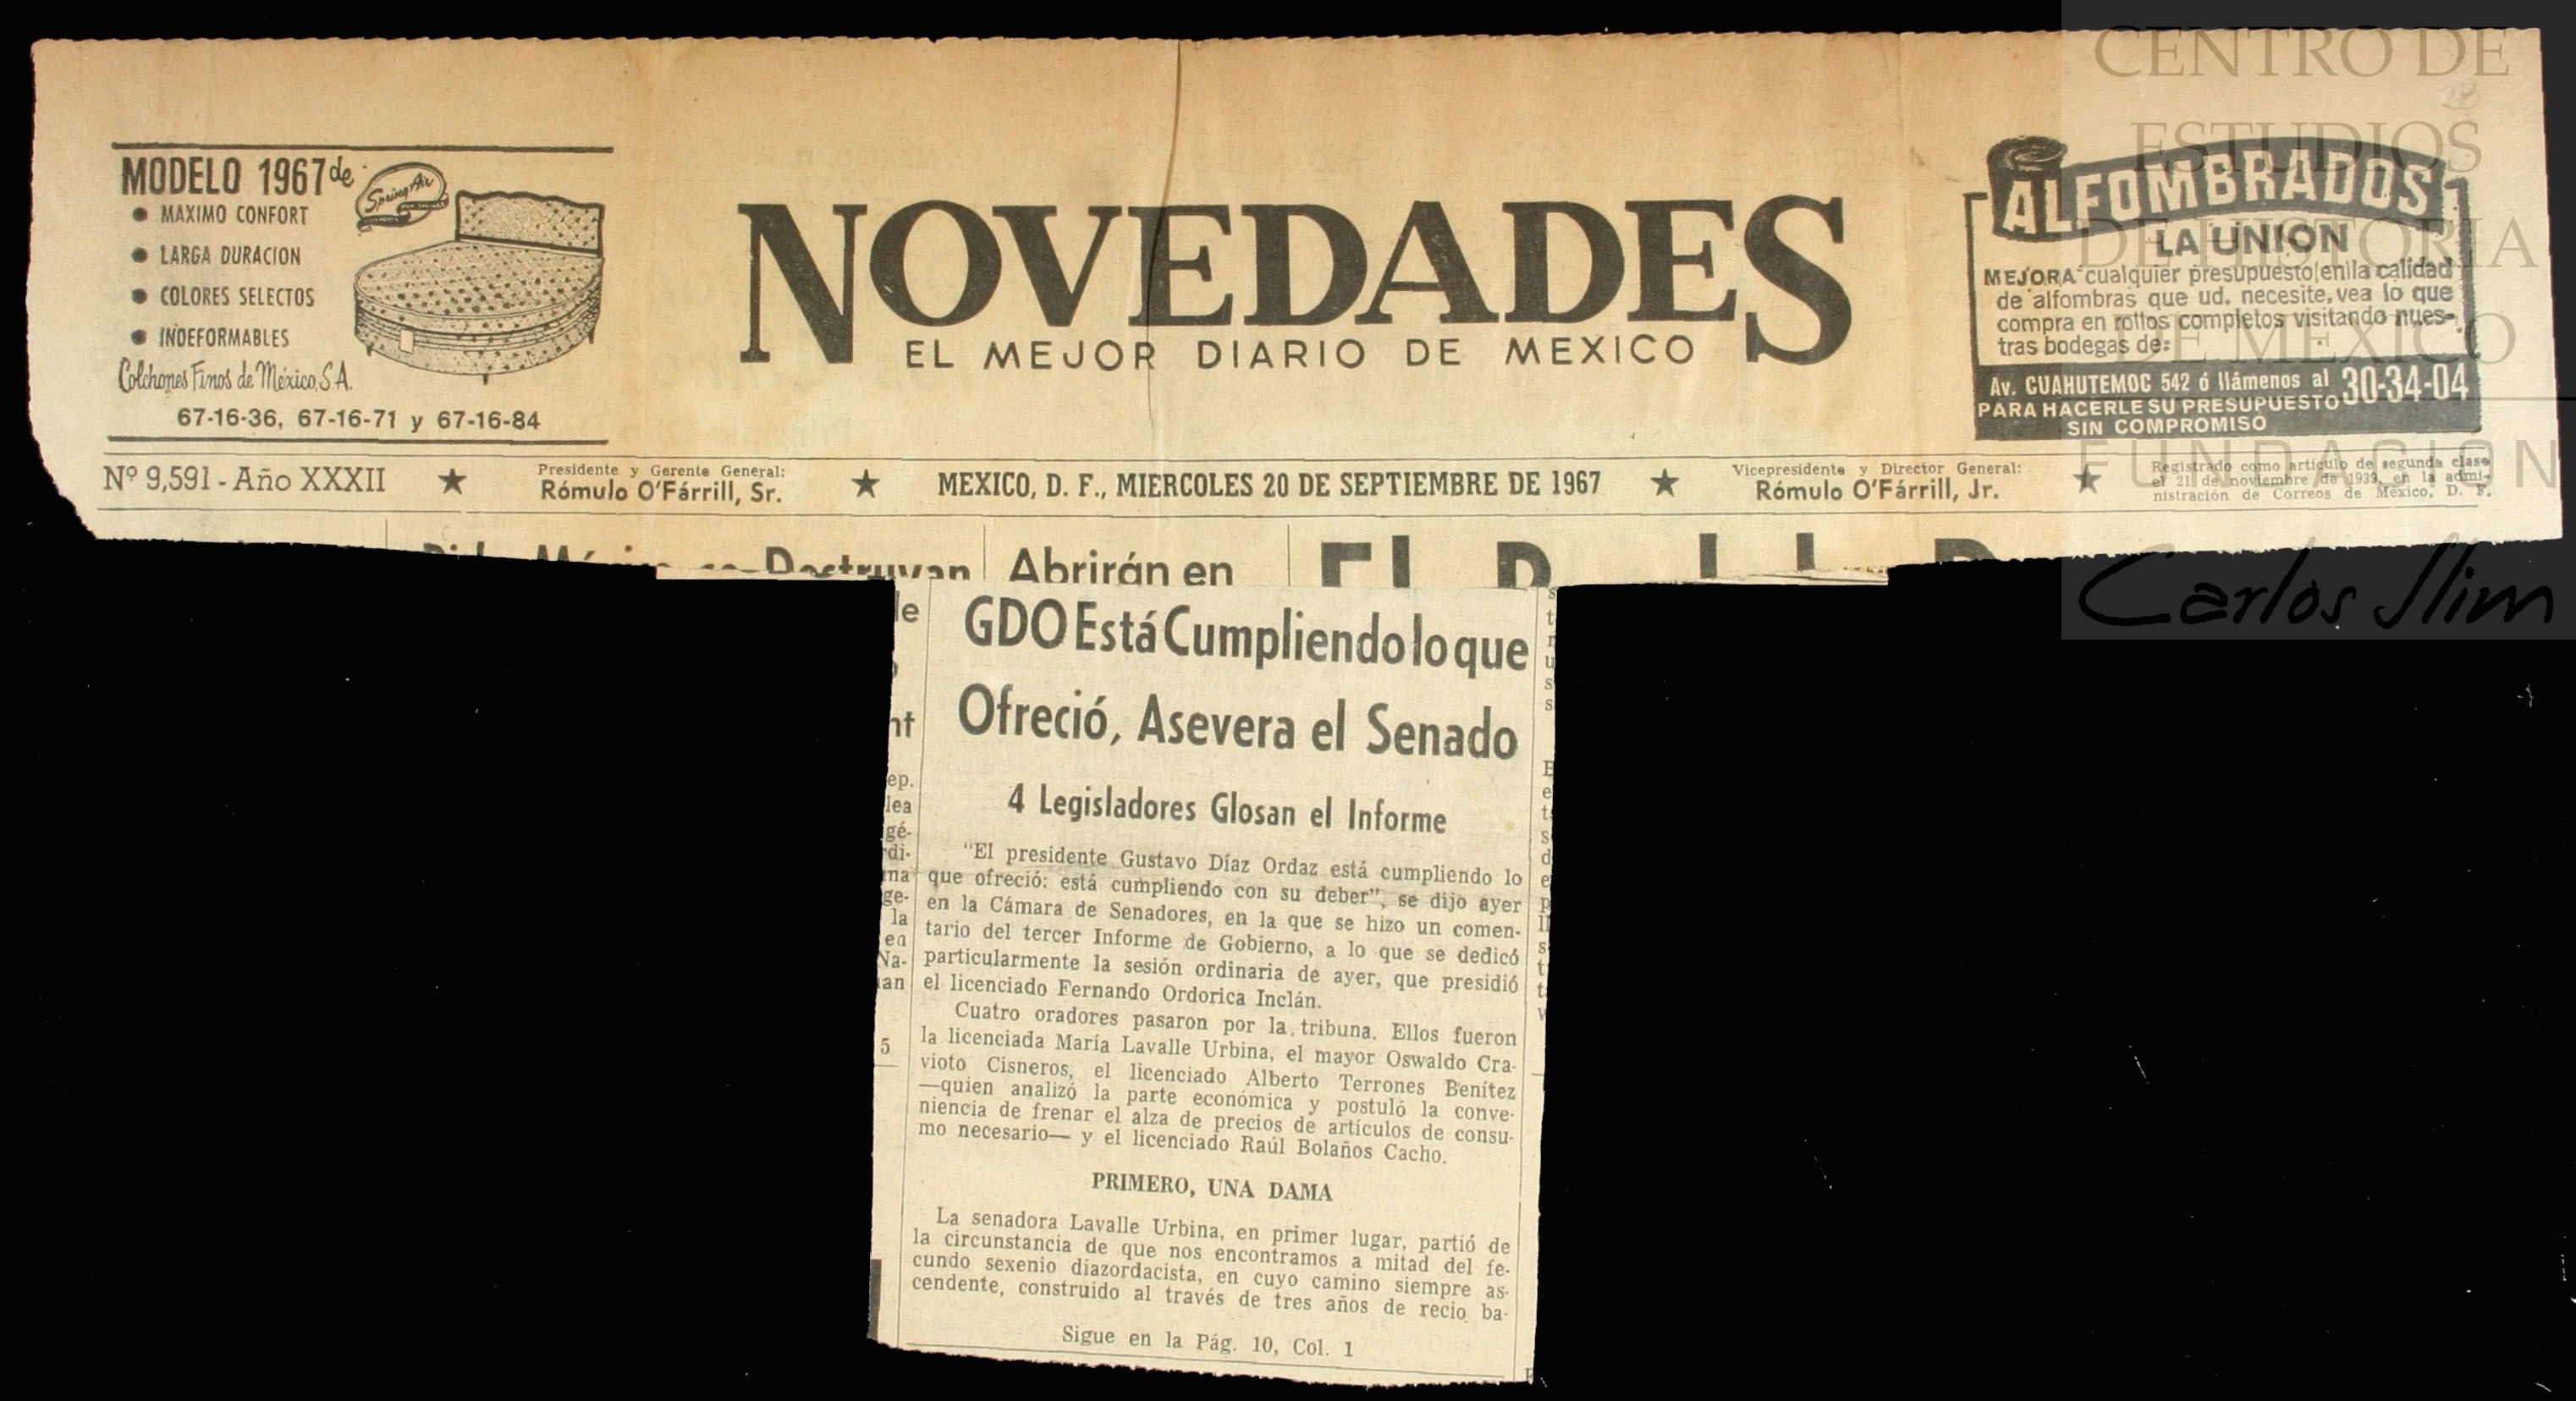 MODELO 1967 de
Spring Air
● MAXIMO CONFORT
● LARGA DURACION
● COLORES SELECTOS
● INDEFORMABLES
Colchones Finos de México, S.A.
67-16-36, 67-16-71 y 67-16-84
NOVEDADES
EL MEJOR DIARIO DE MEXICO
ALFOMBRADOS
LA UNION
MEJORA cualquier presupuesto en la calidad
de alfombras que ud. necesite, vea lo que
compra en rollos completos visitando nues-
tras bodegas de:
Av. CUAHUTEMOC 542 ó llámenos al 30-34-04
PARA HACERLE SU PRESUPUESTO
SIN COMPROMISO
CENTRO DE
ESTUDIOS
DE HISTORIA
DE MEXICO
FUNDACION
Carlos Slim
Nº 9,591 - Año XXXII ★
Presidente y Gerente General:
Rómulo O'Fárrill, Sr.
★ MEXICO, D. F., MIERCOLES 20 DE SEPTIEMBRE DE 1967 ★
Vicepresidente y Director General:
Rómulo O'Fárrill, Jr.
★
Registrado como artículo de segunda clase
el 21 de noviembre de 1939, en la admi-
nistración de Correos de México, D. F.
Destruyan
Abrirán en
GDO Está Cumpliendo lo que
Ofreció, Asevera el Senado
4 Legisladores Glosan el Informe
"El presidente Gustavo Díaz Ordaz está cumpliendo lo
que ofreció: está cumpliendo con su deber", se dijo ayer
en la Cámara de Senadores, en la que se hizo un comen-
tario del tercer Informe de Gobierno, a lo que se dedicó
particularmente la sesión ordinaria de ayer, que presidió
el licenciado Fernando Ordorica Inclán.
Cuatro oradores pasaron por la tribuna. Ellos fueron
la licenciada María Lavalle Urbina, el mayor Oswaldo Cra-
vioto Cisneros, el licenciado Alberto Terrones Benítez
—quien analizó la parte económica y postuló la conve-
niencia de frenar el alza de precios de artículos de consu-
mo necesario— y el licenciado Raúl Bolaños Cacho.
PRIMERO, UNA DAMA
La senadora Lavalle Urbina, en primer lugar, partió de
la circunstancia de que nos encontramos a mitad del fe-
cundo sexenio diazordacista, en cuyo camino siempre as-
cendente, construido al través de tres años de recio ba-
Sigue en la Pág. 10, Col. 1